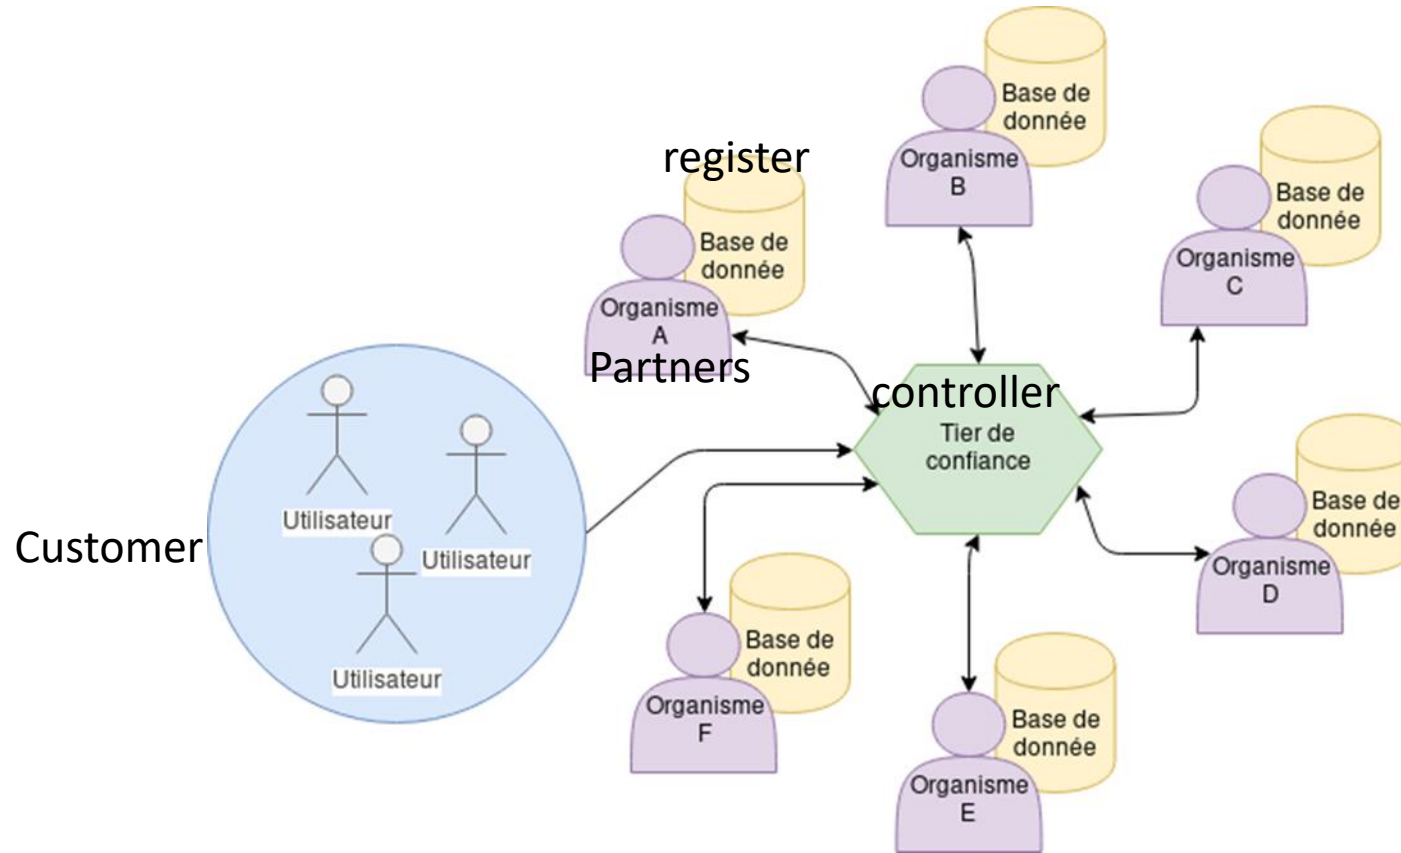 Base de
donnée
Organisme
B
register
Base de
donnée
Organisme
A
Partners
Base de
donnée
Organisme
C
controller
Tier de
confiance
Customer
Utilisateur
Utilisateur
Utilisateur
Base de
donnée
Organisme
D
Base de
donnée
Organisme
F
Base de
donnée
Organisme
E